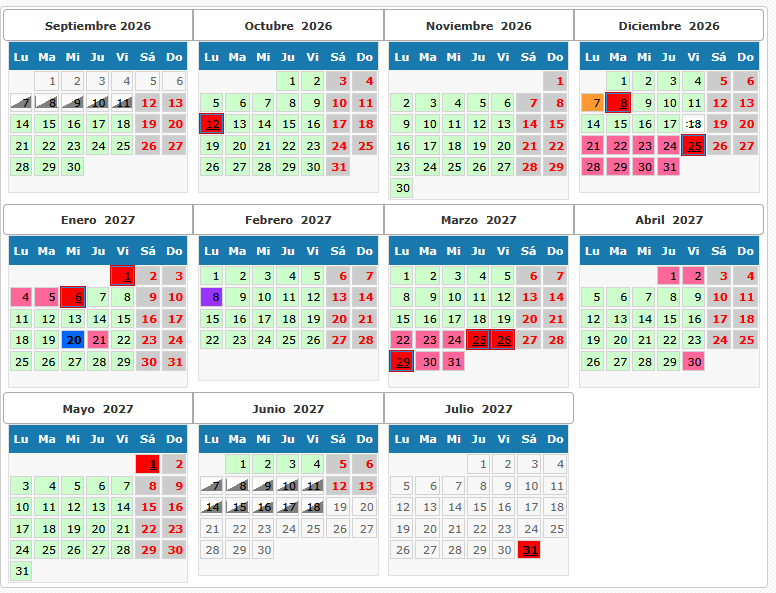 Septiembre 2026
Octubre 2026
Noviembre 2026
Diciembre 2026
Lu Ma Mi Ju Vi Sá Do
1 2 3 4 5 6
7 8 9 10 11 12 13
14 15 16 17 18 19 20
21 22 23 24 25 26 27
28 29 30
Lu Ma Mi Ju Vi Sá Do
1 2 3 4
5 6 7 8 9 10 11
12 13 14 15 16 17 18
19 20 21 22 23 24 25
26 27 28 29 30 31
Lu Ma Mi Ju Vi Sá Do
1
2 3 4 5 6 7 8
9 10 11 12 13 14 15
16 17 18 19 20 21 22
23 24 25 26 27 28 29
30
Lu Ma Mi Ju Vi Sá Do
1 2 3 4 5 6
7 8 9 10 11 12 13
14 15 16 17 18 19 20
21 22 23 24 25 26 27
28 29 30 31
Enero 2027
Febrero 2027
Marzo 2027
Abril 2027
Lu Ma Mi Ju Vi Sá Do
1 2 3
4 5 6 7 8 9 10
11 12 13 14 15 16 17
18 19 20 21 22 23 24
25 26 27 28 29 30 31
Lu Ma Mi Ju Vi Sá Do
1 2 3 4 5 6 7
8 9 10 11 12 13 14
15 16 17 18 19 20 21
22 23 24 25 26 27 28
Lu Ma Mi Ju Vi Sá Do
1 2 3 4 5 6 7
8 9 10 11 12 13 14
15 16 17 18 19 20 21
22 23 24 25 26 27 28
29 30 31
Lu Ma Mi Ju Vi Sá Do
1 2 3 4
5 6 7 8 9 10 11
12 13 14 15 16 17 18
19 20 21 22 23 24 25
26 27 28 29 30
Mayo 2027
Junio 2027
Julio 2027
Lu Ma Mi Ju Vi Sá Do
1 2
3 4 5 6 7 8 9
10 11 12 13 14 15 16
17 18 19 20 21 22 23
24 25 26 27 28 29 30
31
Lu Ma Mi Ju Vi Sá Do
1 2 3 4 5 6
7 8 9 10 11 12 13
14 15 16 17 18 19 20
21 22 23 24 25 26 27
28 29 30
Lu Ma Mi Ju Vi Sá Do
1 2 3 4
5 6 7 8 9 10 11
12 13 14 15 16 17 18
19 20 21 22 23 24 25
26 27 28 29 30 31